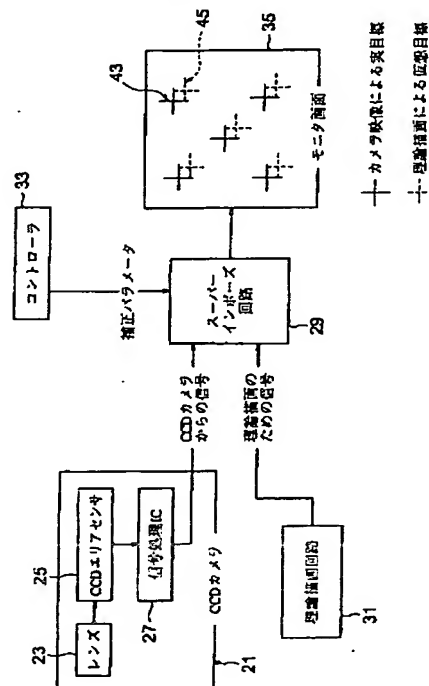 33
コントローラ
補正パラメータ
23
レンズ
25
CCDエリアセンサ
27
信号処理IC
CCDカメラ
21
CCDカメラ
からの信号
理論描画の
ための信号
理論描画回路
31
スーパー
インポーズ
回路
29
43
45
モニタ画面
35
カメラ映像による実目標
理論描画による仮想目標